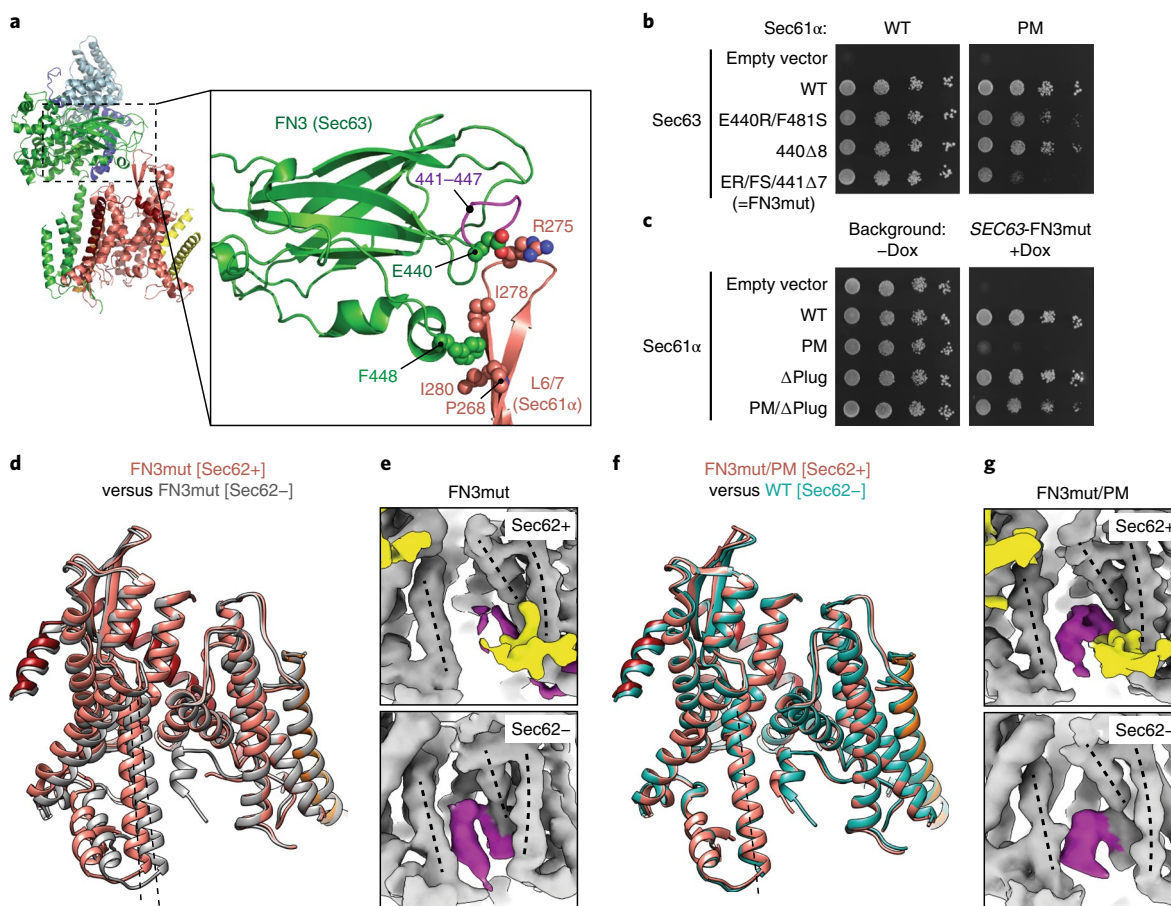 a
FN3 (Sec63)
441–447
R275
E440
I278
F448
I280
P268
L6/7
(Sec61α)
b
Sec61α: WT PM
Empty vector
WT
Sec63
E440R/F481S
440Δ8
ER/FS/441Δ7
(=FN3mut)
c
Background: SEC63-FN3mut
–Dox +Dox
Empty vector
WT
Sec61α
PM
ΔPlug
PM/ΔPlug
d
FN3mut [Sec62+]
versus FN3mut [Sec62–]
e
FN3mut
Sec62+
Sec62–
f
FN3mut/PM [Sec62+]
versus WT [Sec62–]
g
FN3mut/PM
Sec62+
Sec62–